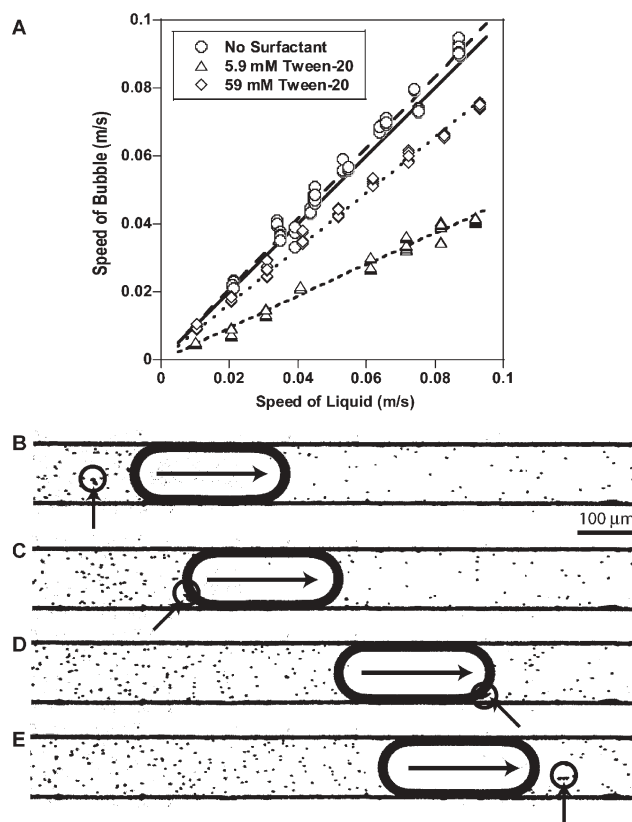 A
0.1
0.08
0.06
0.04
0.02
0
Speed of Bubble (m/s)
No Surfactant
5.9 mM Tween-20
59 mM Tween-20
0 0.02 0.04 0.06 0.08 0.1
Speed of Liquid (m/s)
B
100 µm
C
D
E